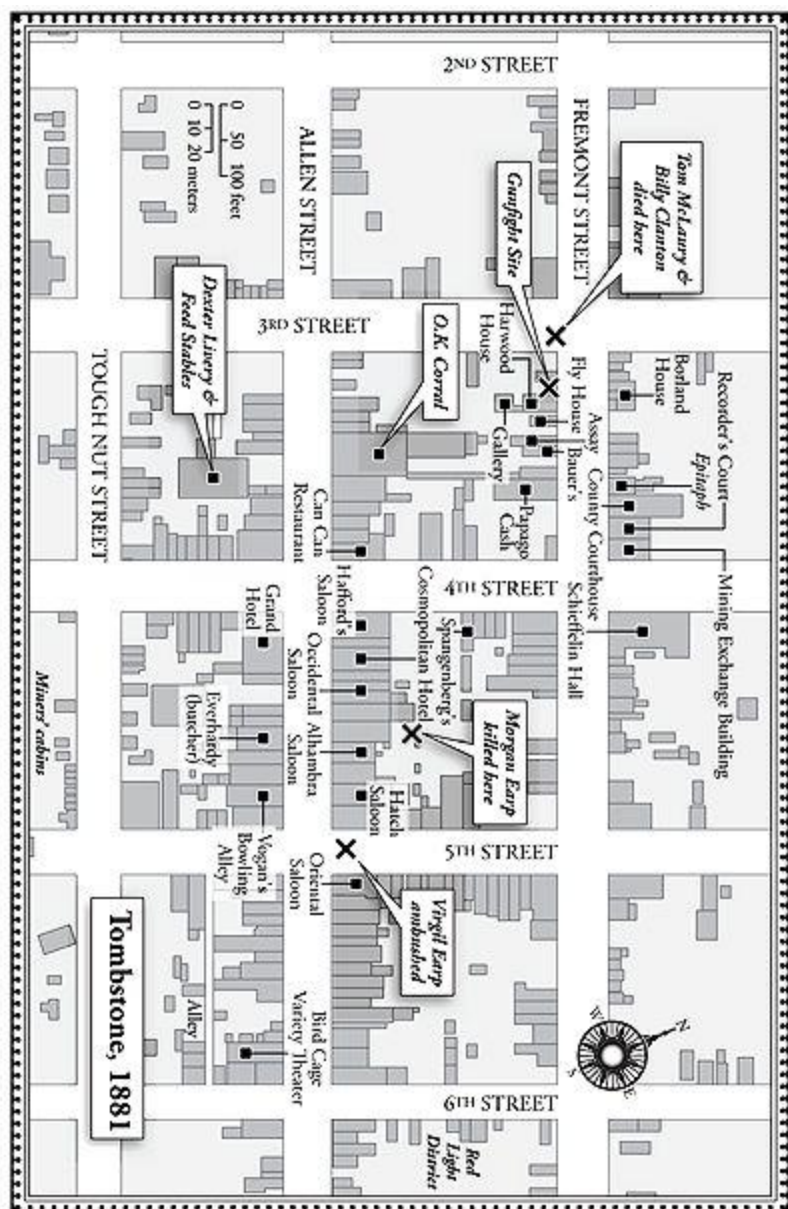 2ND STREET
FREMONT STREET
Tom McLaury &
Billy Clanton
died here
Gunfight Site
ALLEN STREET
0 50 100 feet
0 10 20 meters
3RD STREET
Dexter Livery &
Feed Stables
O.K. Corral
Harwood
House
Fly House
Gallery
Assay
Bauer's
Papago
Cash
Borland
House
Recorder's Court
Epitaph
County Courthouse
Mining Exchange Building
TOUGH NUT STREET
Can Can
Restaurant
4TH STREET
Schieffelin Hall
Hafford's
Saloon
Cosmopolitan Hotel
Spangenberg's
Occidental
Saloon
Grand
Hotel
Everhardy
(butcher)
Alhambra
Saloon
Hatch
Saloon
Morgan Earp
killed here
Miners' cabins
Vogan's
Bowling
Alley
5TH STREET
Oriental
Saloon
Virgil Earp
ambushed
Tombstone, 1881
Alley
Bird Cage
Variety Theater
N
W
E
S
6TH STREET
Red
Light
District